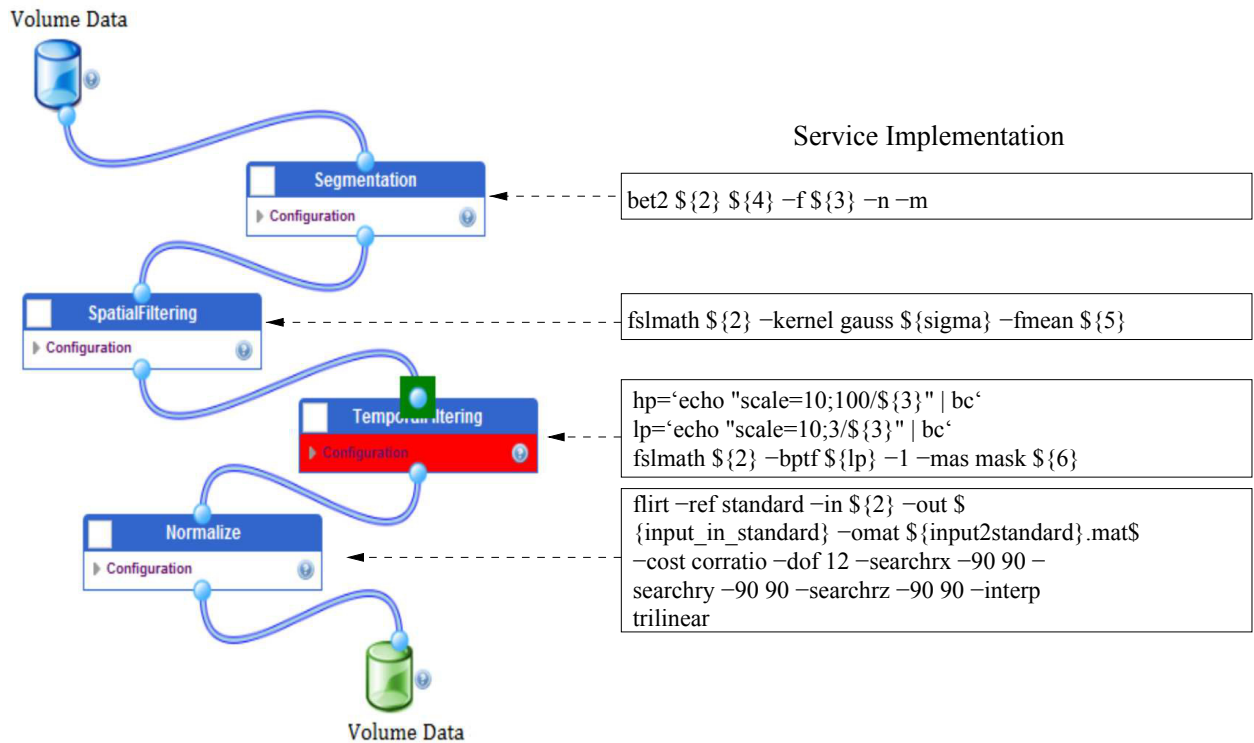 Volume Data
Service Implementation
Segmentation
Configuration
bet2 ${2} ${4} −f ${3} −n −m
SpatialFiltering
Configuration
fslmath ${2} −kernel gauss ${sigma} −fmean ${5}
TemporalFiltering
Configuration
hp=‘echo "scale=10;100/${3}" | bc‘
lp=‘echo "scale=10;3/${3}" | bc‘
fslmath ${2} −bptf ${lp} −1 −mas mask ${6}
Normalize
Configuration
flirt −ref standard −in ${2} −out $
{input_in_standard} −omat ${input2standard}.mat$
−cost corratio −dof 12 −searchrx −90 90 −
searchry −90 90 −searchrz −90 90 −interp
trilinear
Volume Data